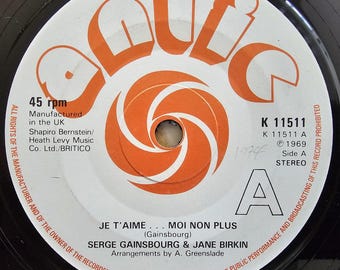 antic
45 rpm
Manufactured
in the UK
Shapiro Bernstein/
Heath Levy Music
Co. Ltd./BRITICO
K 11511
K 11511 A
℗ 1969
Side A
STEREO
A
JE T'AIME . . . MOI NON PLUS
(Gainsbourg)
SERGE GAINSBOURG & JANE BIRKIN
Arrangements by A. Greenslade
ALL RIGHTS OF THE MANUFACTURER AND OF THE OWNER OF THE RECORDED
PUBLIC PERFORMANCE AND BROADCASTING OF THIS RECORD PROHIBITED